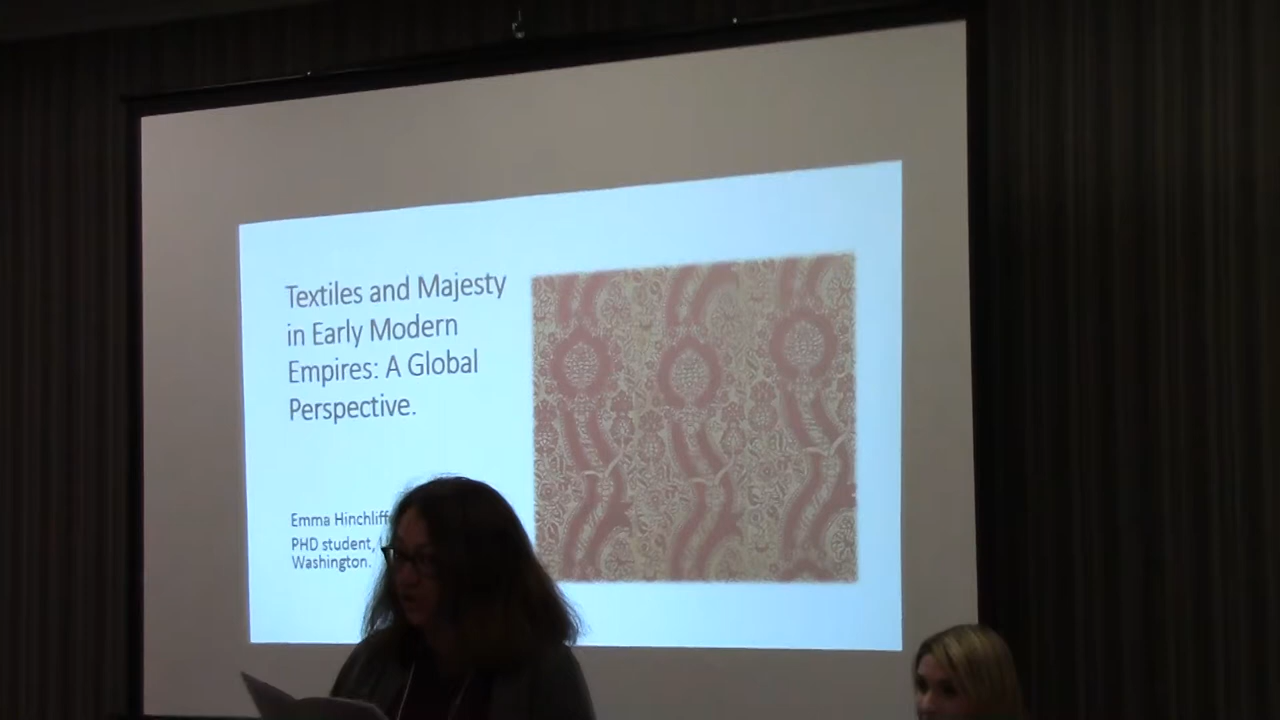 Textiles and Majesty
in Early Modern
Empires: A Global
Perspective.
Emma Hinchliff
PHD student,
Washington.